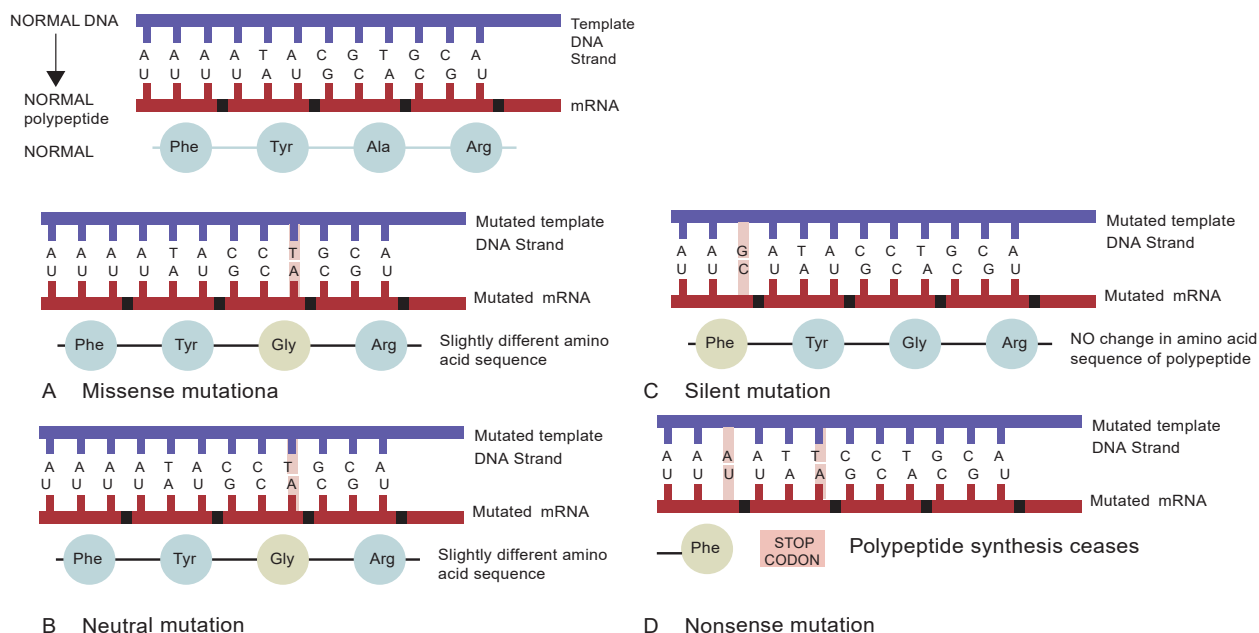 NORMAL DNA
Template
DNA
Strand
A A A A T A C G T G C A
U U U U A U G C A C G U
NORMAL
polypeptide
mRNA
NORMAL
Phe Tyr Ala Arg
Mutated template
DNA Strand
A A A A T A C C T G C A
U U U U A U G C A C G U
Mutated mRNA
Phe Tyr Gly Arg
Slightly different amino
acid sequence
A Missense mutationa
Mutated template
DNA Strand
A A A A T A C C T G C A
U U U U A U G C A C G U
Mutated mRNA
Phe Tyr Gly Arg
Slightly different amino
acid sequence
B Neutral mutation
Mutated template
DNA Strand
A A G A T A C C T G C A
U U C U A U G C A C G U
Mutated mRNA
Phe Tyr Gly Arg
NO change in amino acid
sequence of polypeptide
C Silent mutation
Mutated template
DNA Strand
A A A A T T C C T G C A
U U U U A A G C A C G U
Mutated mRNA
Phe
STOP
CODON
Polypeptide synthesis ceases
D Nonsense mutation